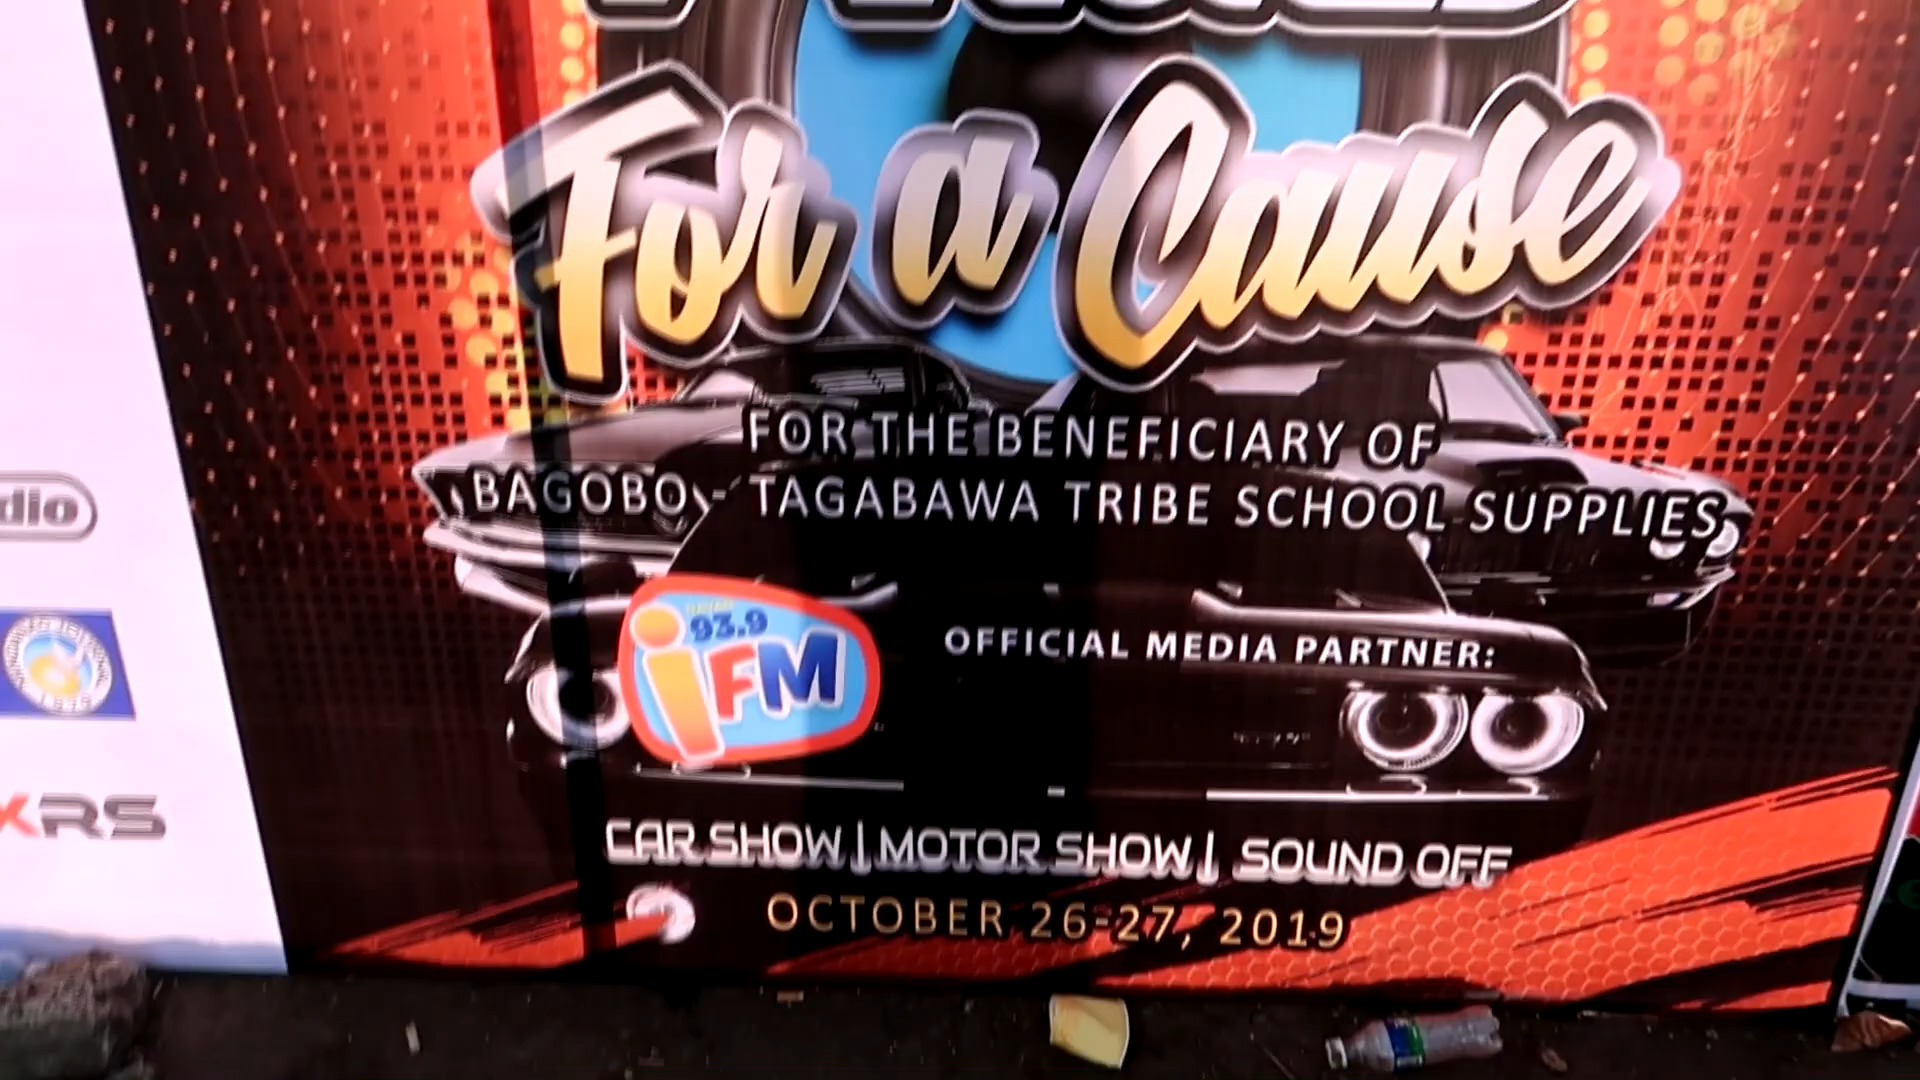 For a Cause
FOR THE BENEFICIARY OF
BAGOBO - TAGABAWA TRIBE SCHOOL SUPPLIES
93.9
iFM
OFFICIAL MEDIA PARTNER:
CAR SHOW | MOTOR SHOW | SOUND OFF
OCTOBER 26-27, 2019
dio
XRS